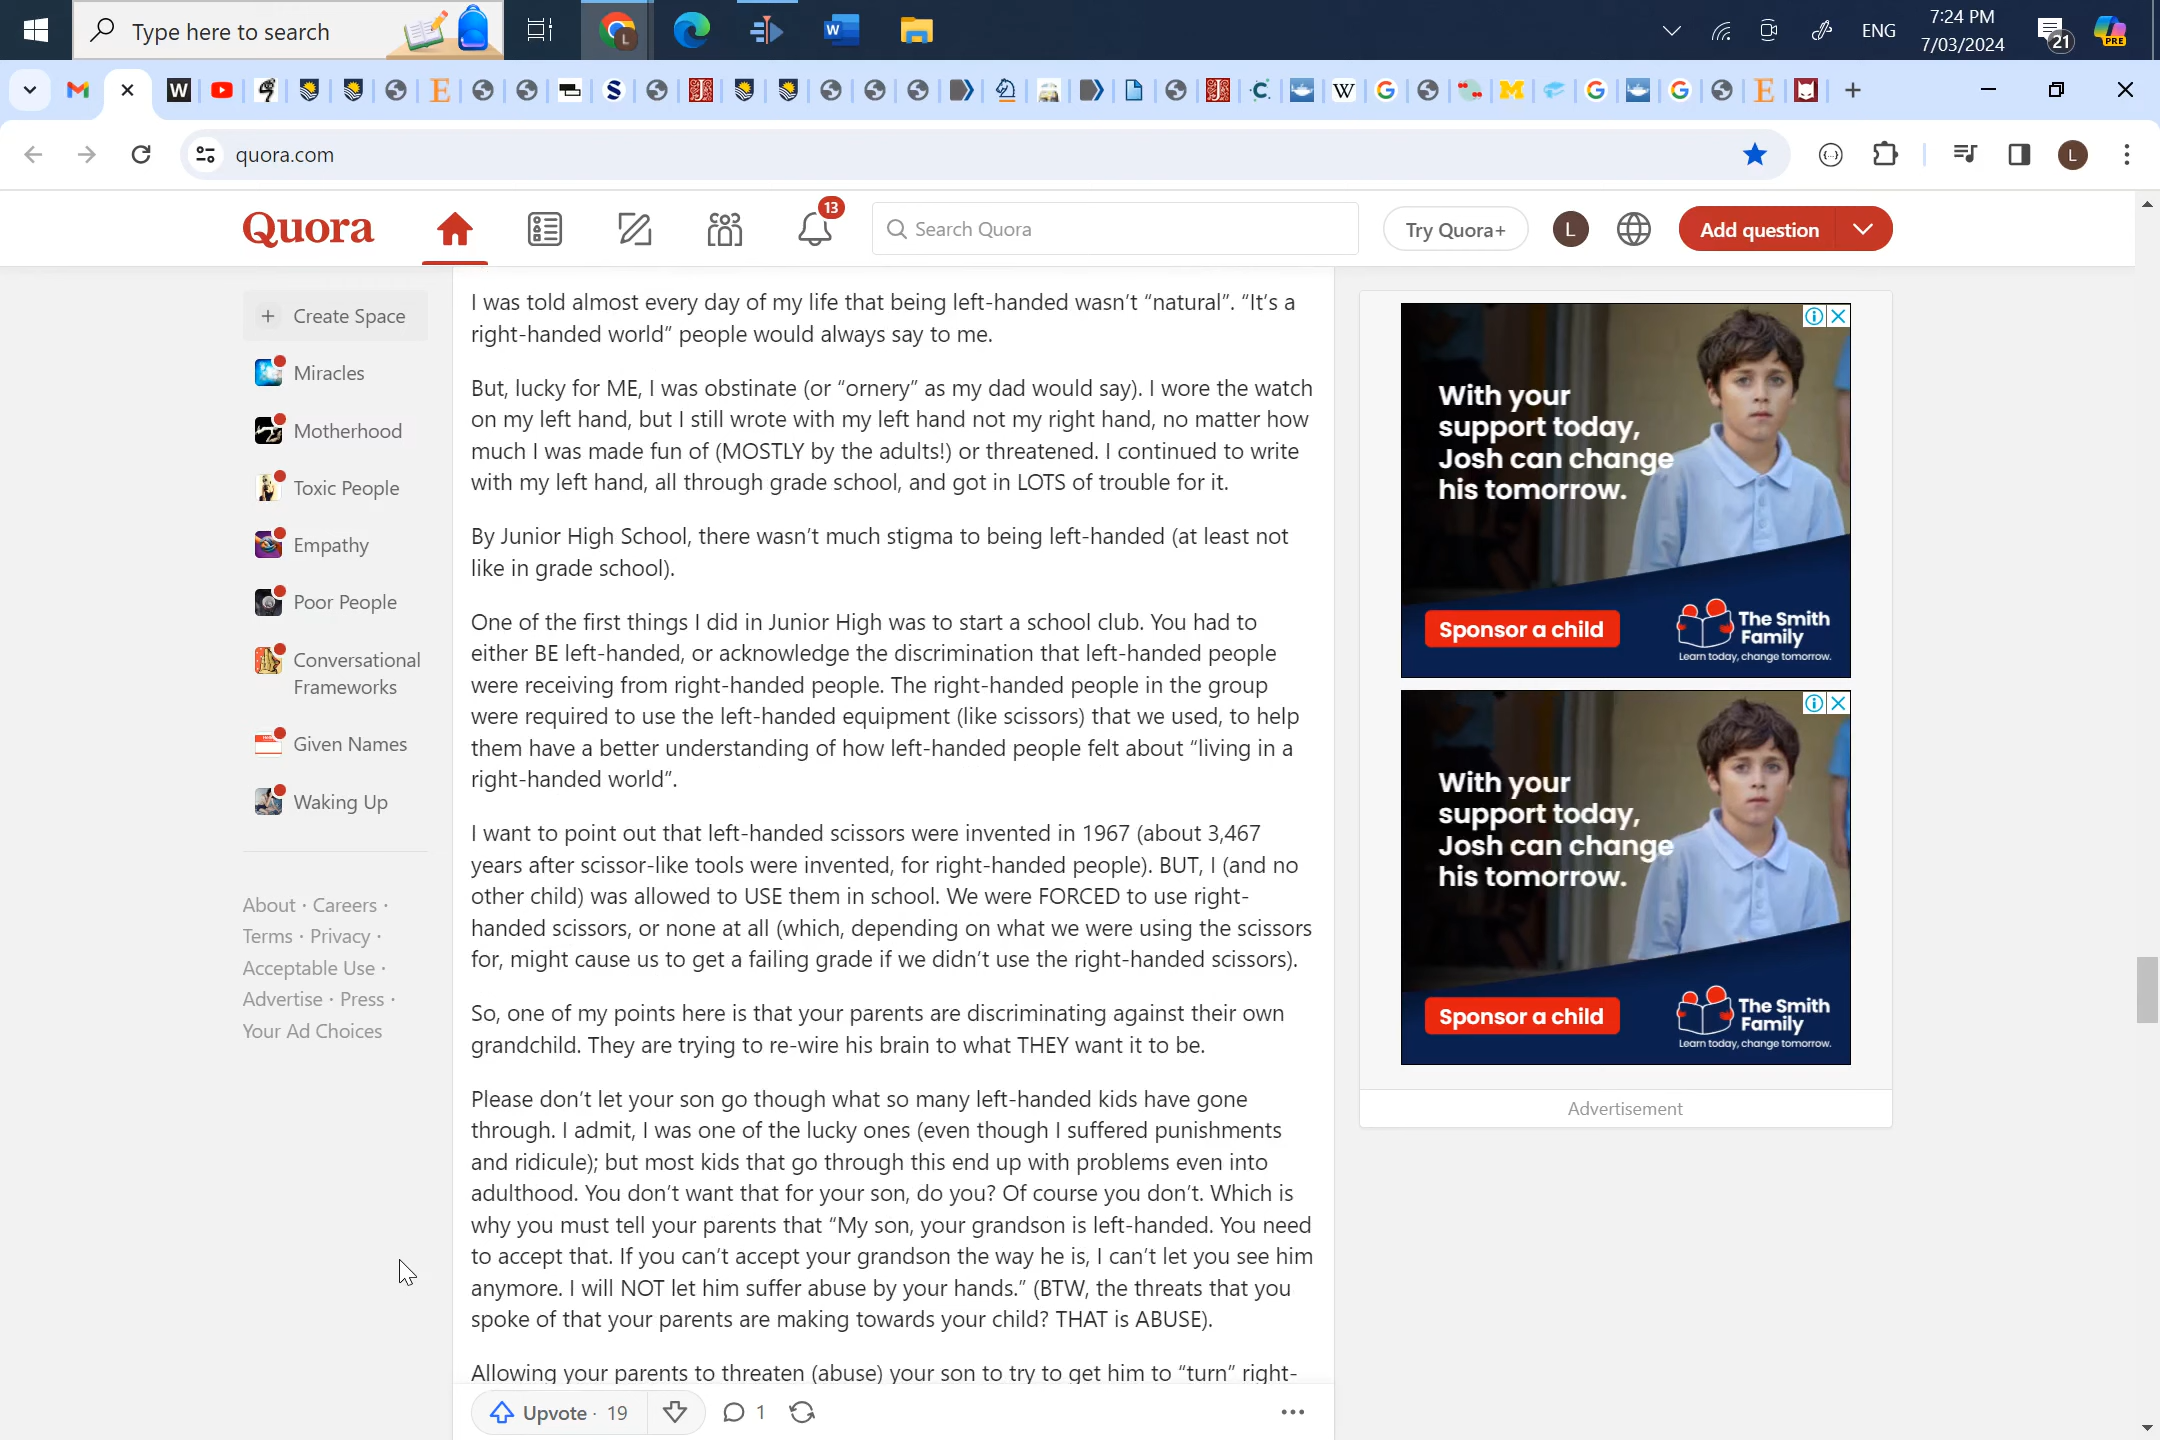 Type here to search
ENG
7:24 PM
7/03/2024
21
PRE
quora.com
L
Quora
13
Search Quora
Try Quora+
L
Add question
Create Space
Miracles
Motherhood
Toxic People
Empathy
Poor People
Conversational
Frameworks
Given Names
Waking Up
About · Careers ·
Terms · Privacy ·
Acceptable Use ·
Advertise · Press ·
Your Ad Choices
I was told almost every day of my life that being left-handed wasn't “natural”. “It's a
right-handed world” people would always say to me.
But, lucky for ME, I was obstinate (or “ornery” as my dad would say). I wore the watch
on my left hand, but I still wrote with my left hand not my right hand, no matter how
much I was made fun of (MOSTLY by the adults!) or threatened. I continued to write
with my left hand, all through grade school, and got in LOTS of trouble for it.
By Junior High School, there wasn't much stigma to being left-handed (at least not
like in grade school).
One of the first things I did in Junior High was to start a school club. You had to
either BE left-handed, or acknowledge the discrimination that left-handed people
were receiving from right-handed people. The right-handed people in the group
were required to use the left-handed equipment (like scissors) that we used, to help
them have a better understanding of how left-handed people felt about “living in a
right-handed world”.
I want to point out that left-handed scissors were invented in 1967 (about 3,467
years after scissor-like tools were invented, for right-handed people). BUT, I (and no
other child) was allowed to USE them in school. We were FORCED to use right-
handed scissors, or none at all (which, depending on what we were using the scissors
for, might cause us to get a failing grade if we didn't use the right-handed scissors).
So, one of my points here is that your parents are discriminating against their own
grandchild. They are trying to re-wire his brain to what THEY want it to be.
Please don't let your son go though what so many left-handed kids have gone
through. I admit, I was one of the lucky ones (even though I suffered punishments
and ridicule); but most kids that go through this end up with problems even into
adulthood. You don't want that for your son, do you? Of course you don't. Which is
why you must tell your parents that “My son, your grandson is left-handed. You need
to accept that. If you can't accept your grandson the way he is, I can't let you see him
anymore. I will NOT let him suffer abuse by your hands.” (BTW, the threats that you
spoke of that your parents are making towards your child? THAT is ABUSE).
Allowing your parents to threaten (abuse) your son to try to get him to “turn” right-
Upvote · 19
1
With your
support today,
Josh can change
his tomorrow.
Sponsor a child
The Smith
Family
Learn today, change tomorrow.
With your
support today,
Josh can change
his tomorrow.
Sponsor a child
The Smith
Family
Learn today, change tomorrow.
Advertisement